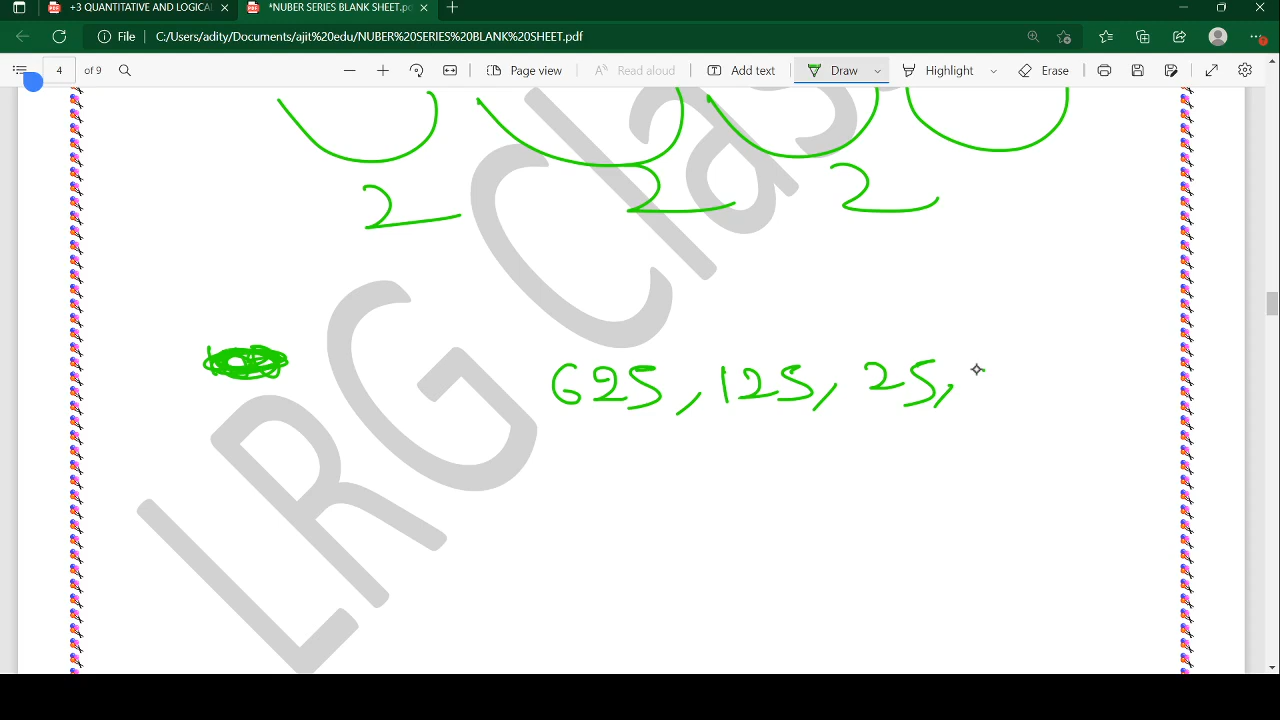 +3 QUANTITATIVE AND LOGICAL
*NUBER SERIES BLANK SHEET.pd
File | C:/Users/adity/Documents/ajit%20edu/NUBER%20SERIES%20BLANK%20SHEET.pdf
4 of 9 Page view Read aloud Add text Draw Highlight Erase
2 2 2
625, 125, 25,
LRG Class